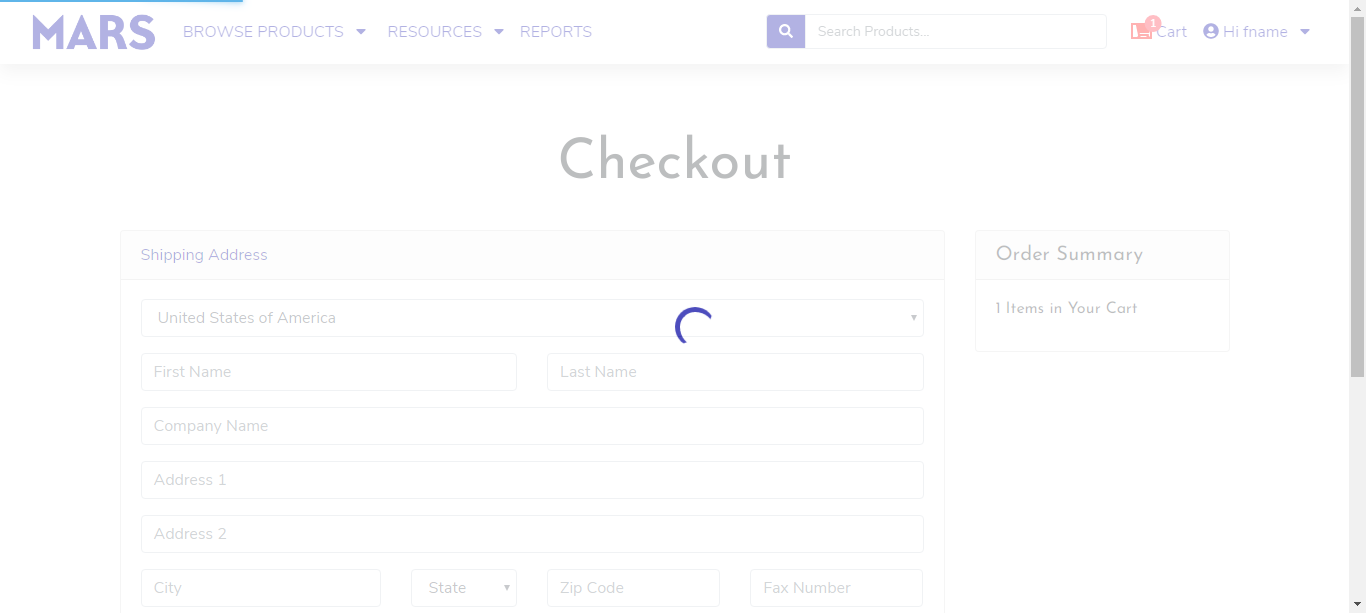 MARS BROWSE PRODUCTS RESOURCES REPORTS Search Products... 1 Cart Hi fname
Checkout
Shipping Address
United States of America
First Name Last Name
Company Name
Address 1
Address 2
City State Zip Code Fax Number
Order Summary
1 Items in Your Cart